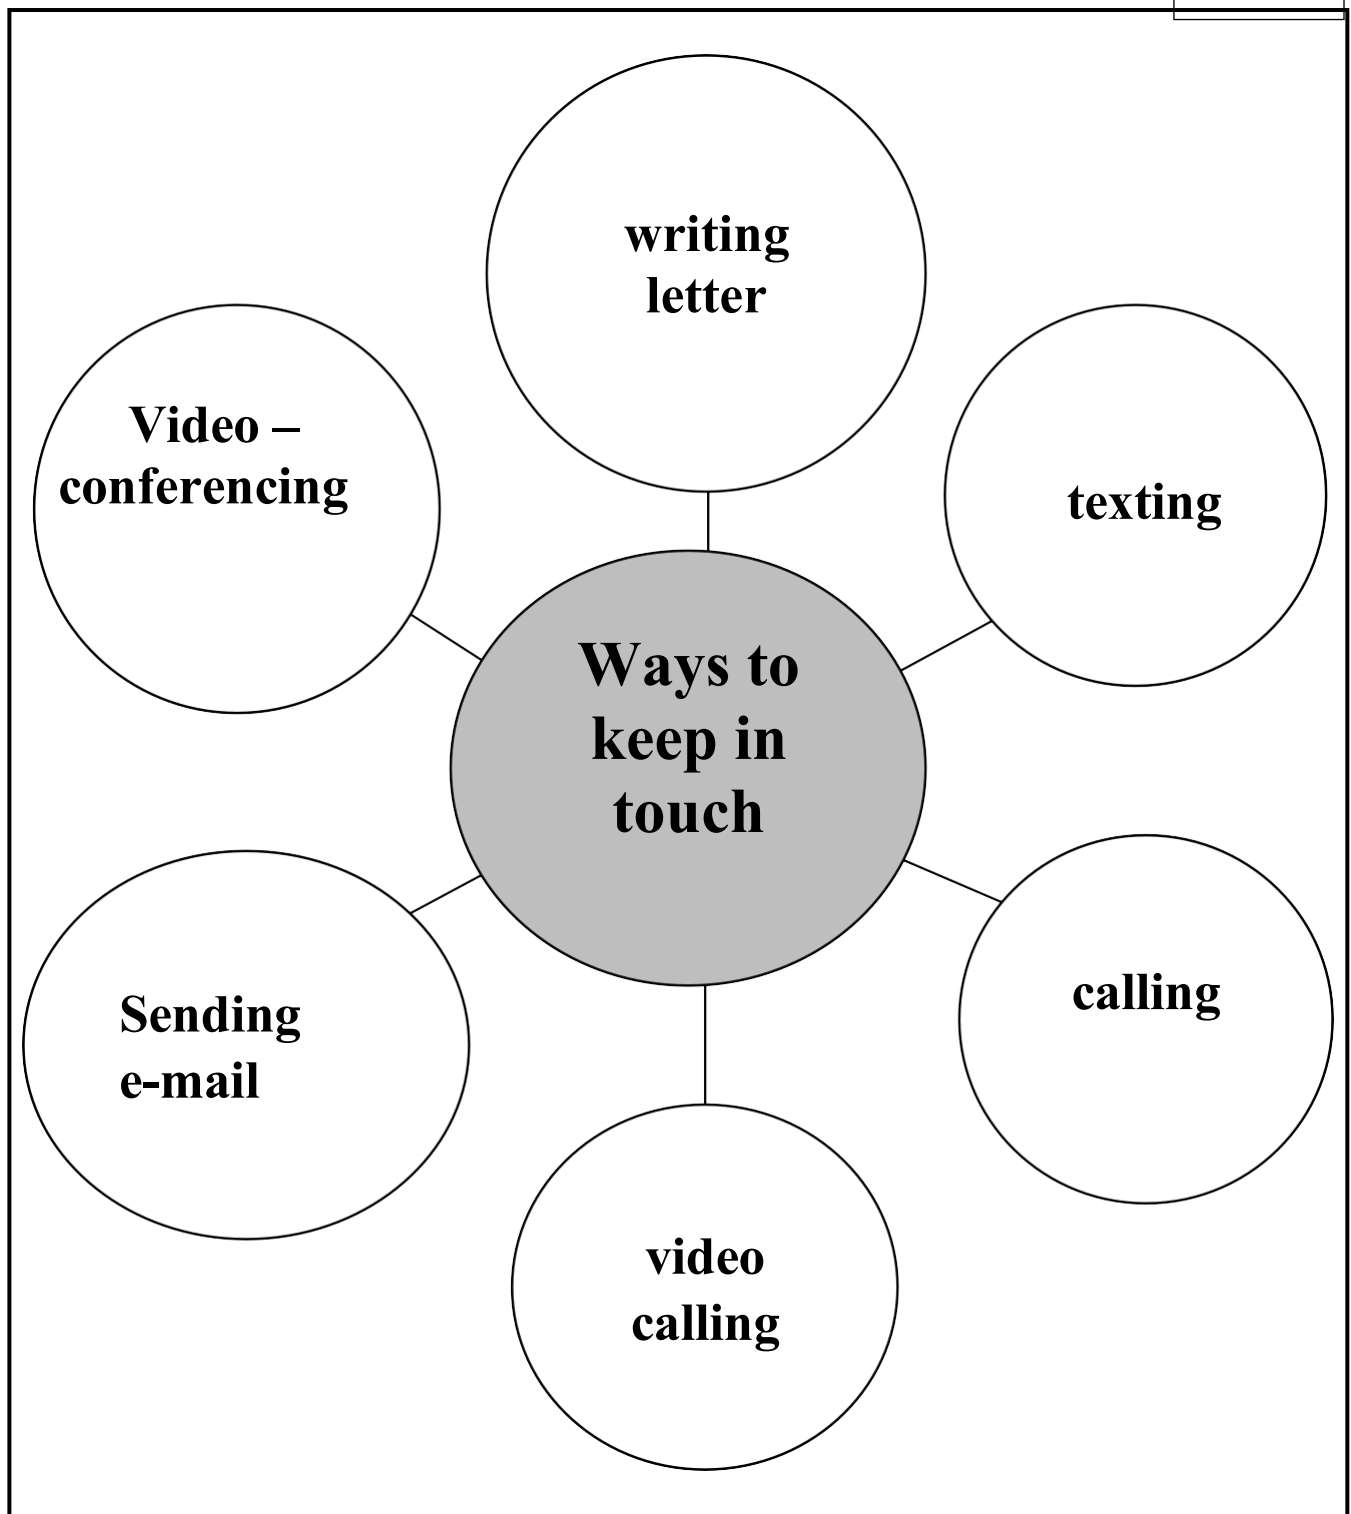 writing
letter
Video –
conferencing
texting
Ways to
keep in
touch
Sending
e-mail
calling
video
calling